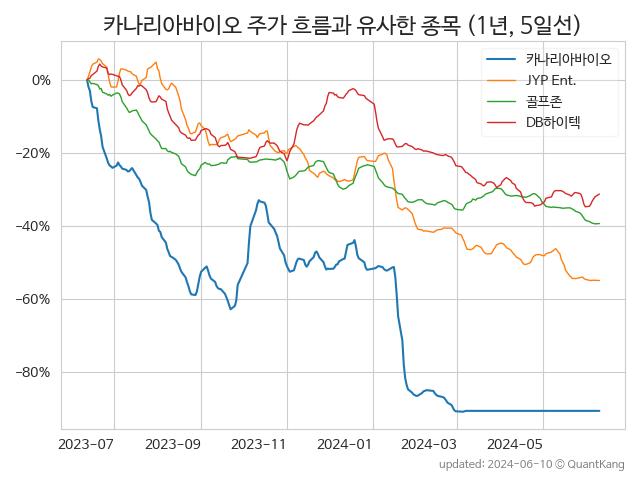 카나리아바이오 주가 흐름과 유사한 종목 (1년, 5일선)
카나리아바이오
JYP Ent.
골프존
DB하이텍
0%
−20%
−40%
−60%
−80%
2023-07
2023-09
2023-11
2024-01
2024-03
2024-05
updated: 2024-06-10 © QuantKang